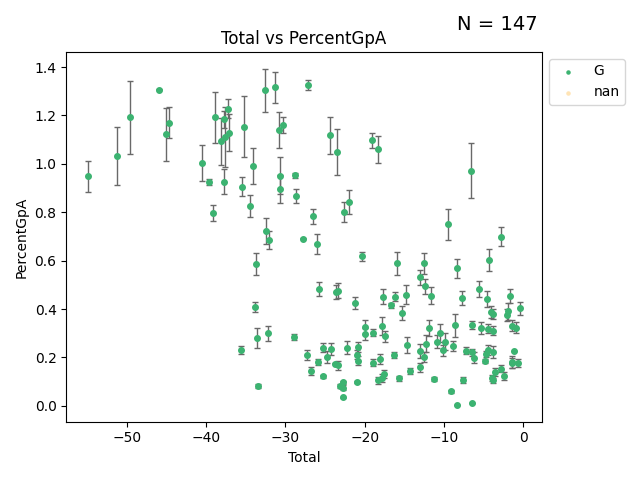 N = 147
Total vs PercentGpA
G
nan
PercentGpA
1.4
1.2
1.0
0.8
0.6
0.4
0.2
0.0
−50 −40 −30 −20 −10 0
Total